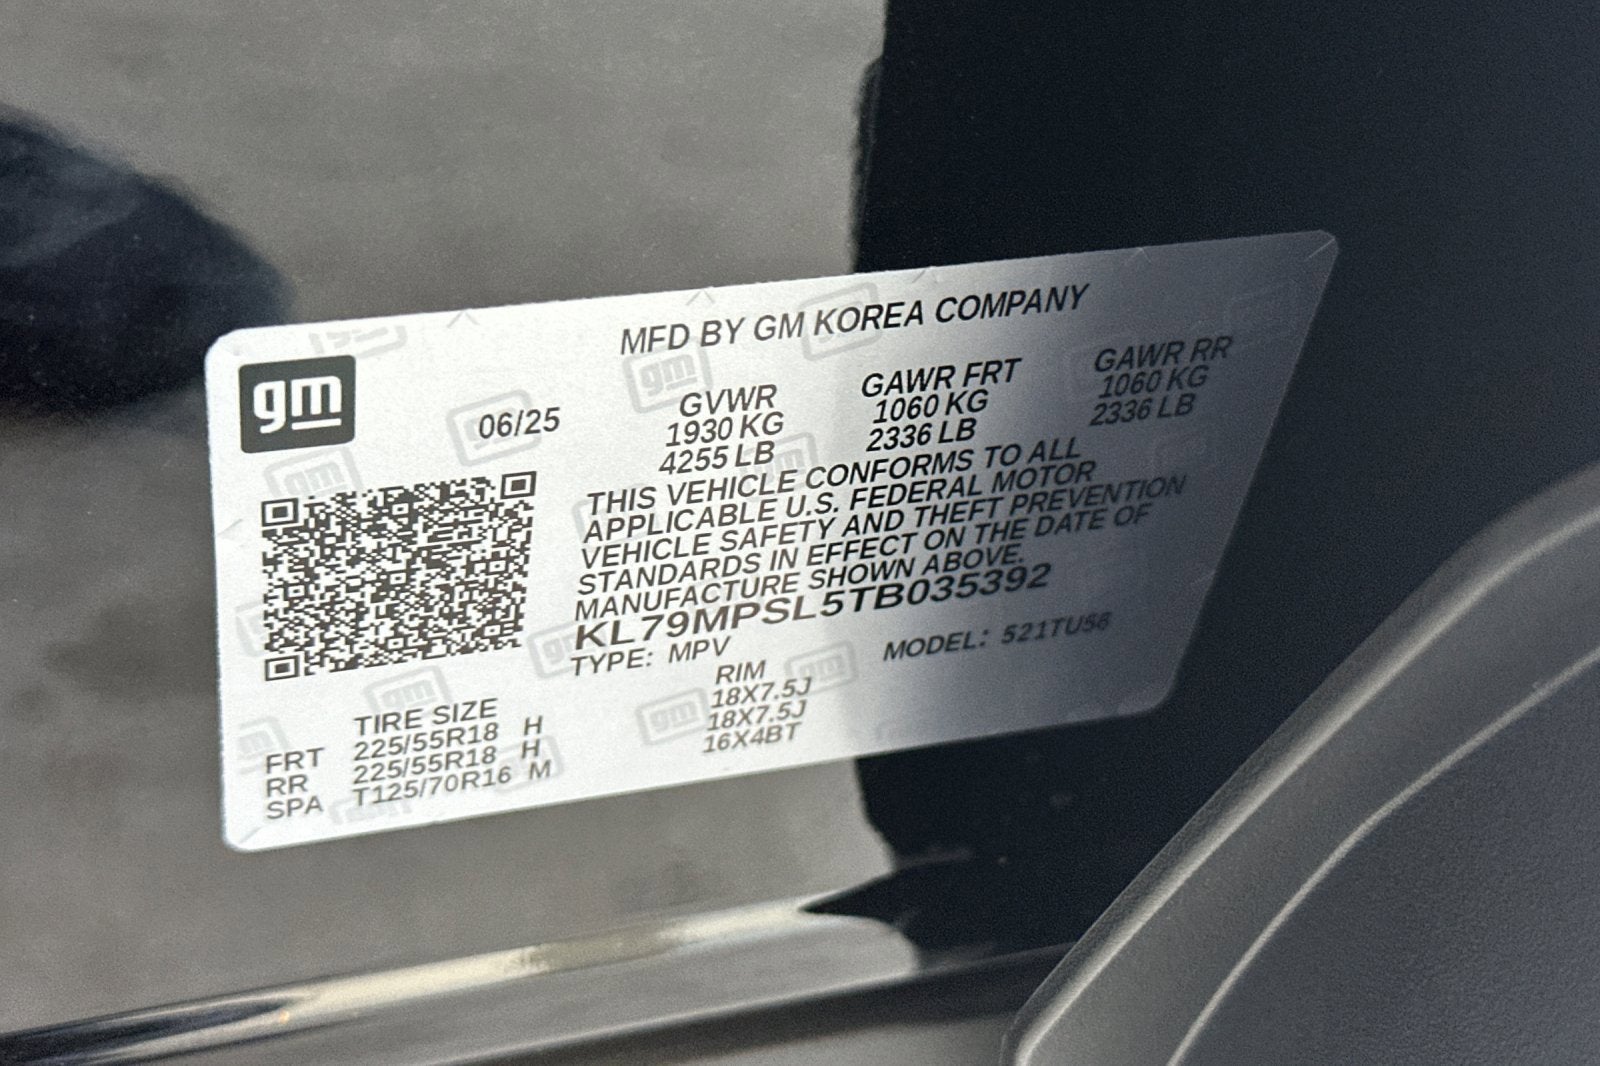 MFD BY GM KOREA COMPANY
gm
06/25
GVWR
1930 KG
4255 LB
GAWR FRT
1060 KG
2336 LB
GAWR RR
1060 KG
2336 LB
THIS VEHICLE CONFORMS TO ALL
APPLICABLE U.S. FEDERAL MOTOR
VEHICLE SAFETY AND THEFT PREVENTION
STANDARDS IN EFFECT ON THE DATE OF
MANUFACTURE SHOWN ABOVE.
KL79MPSL5TB035392
TYPE: MPV MODEL: 521TU58
TIRE SIZE RIM
FRT 225/55R18 H 18X7.5J
RR 225/55R18 H 18X7.5J
SPA T125/70R16 M 16X4BT